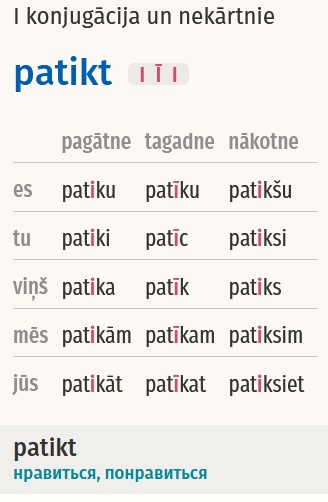 I konjugācija un nekārtnie
patikt I Ī I
pagātne tagadne nākotne
es patiku patīku patikšu
tu patiki patīc patiksi
viņš patika patīk patiks
mēs patikām patīkam patiksim
jūs patikāt patīkat patiksiet
patikt
нравиться, понравиться